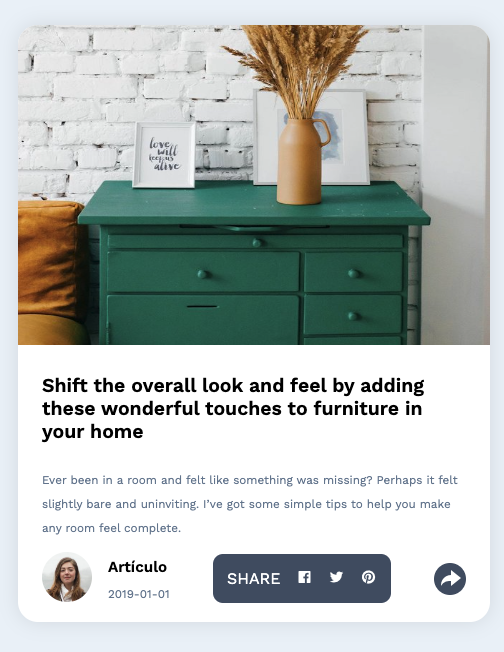 love
will
keep us
alive
Shift the overall look and feel by adding
these wonderful touches to furniture in
your home
Ever been in a room and felt like something was missing? Perhaps it felt
slightly bare and uninviting. I’ve got some simple tips to help you make
any room feel complete.
Artículo
2019-01-01
SHARE